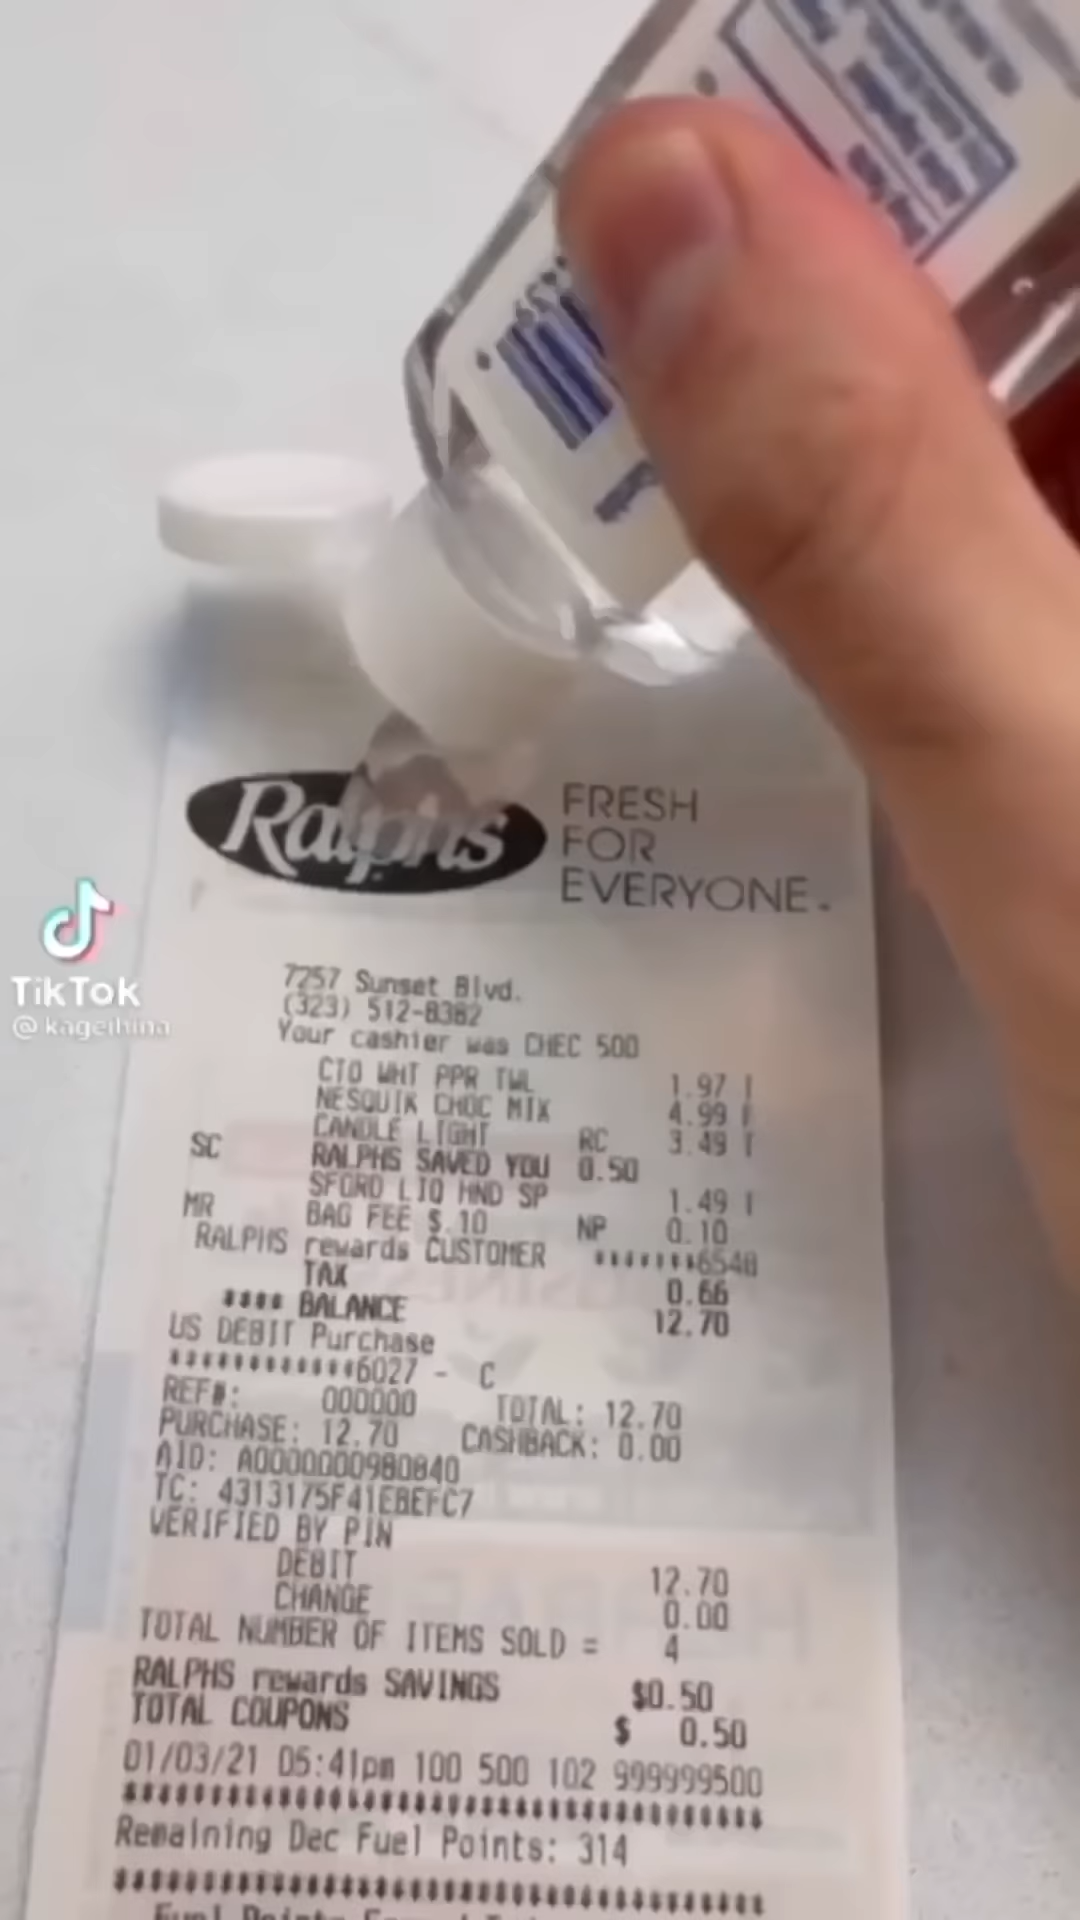 Ralphs
FRESH
FOR
EVERYONE.
TikTok
@kageihina
7257 Sunset Blvd.
(323) 512-8382
Your cashier was CHEC 500
CTO WHT PPR TWL 1.97 T
NESQUIK CHOC MIX 4.99 F
CANDLE LIGHT RC 3.49 T
SC RALPHS SAVED YOU 0.50
SFGRD LIQ HND SP 1.49 T
MR BAG FEE $.10 NP 0.10
RALPHS rewards CUSTOMER *******6548
TAX 0.66
**** BALANCE 12.70
US DEBIT Purchase
************6027 - C
REF#: 000000 TOTAL: 12.70
PURCHASE: 12.70 CASHBACK: 0.00
AID: A0000000980840
TC: 4313175F41EBEFC7
VERIFIED BY PIN
DEBIT 12.70
CHANGE 0.00
TOTAL NUMBER OF ITEMS SOLD = 4
RALPHS rewards SAVINGS $0.50
TOTAL COUPONS $ 0.50
01/03/21 05:41pm 100 500 102 999999500
Remaining Dec Fuel Points: 314